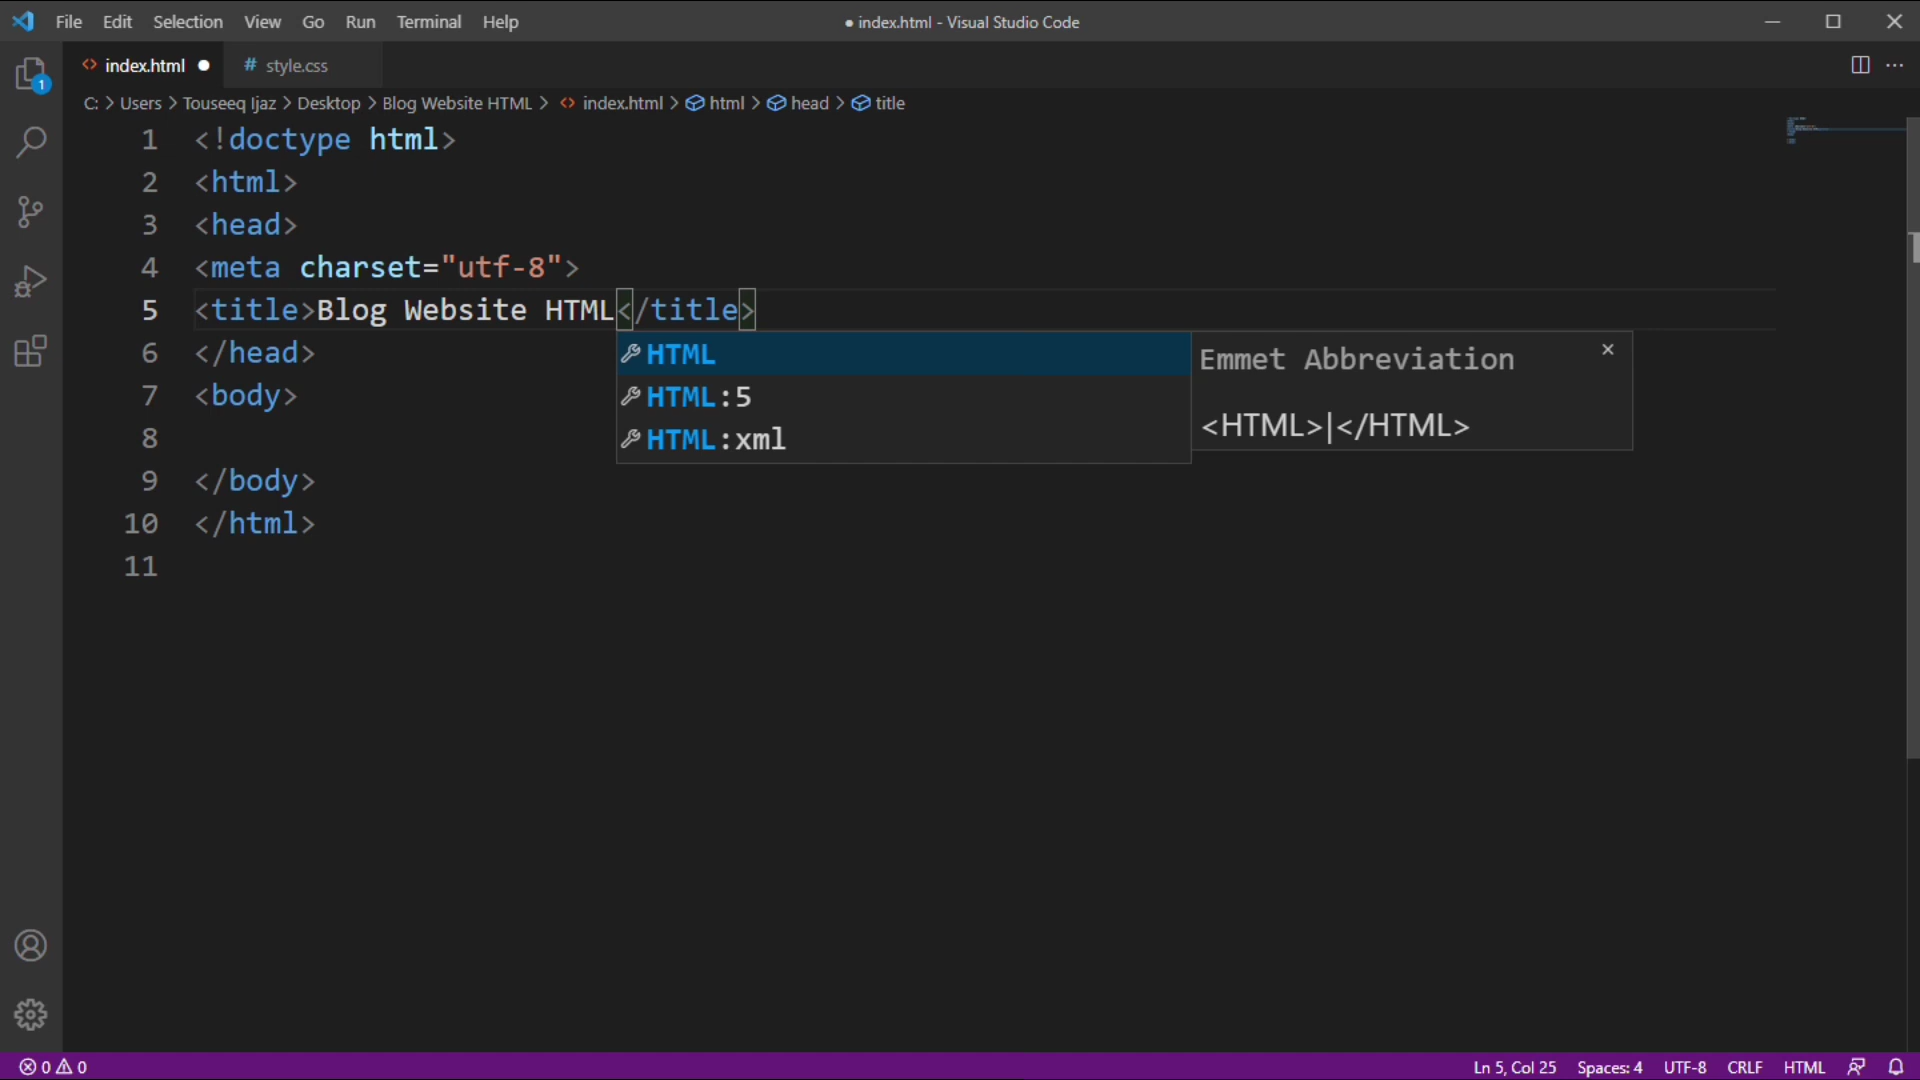 File Edit Selection View Go Run Terminal Help ● index.html - Visual Studio Code
<> index.html ● # style.css
1
C: > Users > Touseeq Ijaz > Desktop > Blog Website HTML > <> index.html > html > head > title
1 <!doctype html>
2 <html>
3 <head>
4 <meta charset="utf-8">
5 <title>Blog Website HTML</title>
6 </head>
7 <body>
8
9 </body>
10 </html>
11
HTML
HTML:5
HTML:xml
Emmet Abbreviation
<HTML>|</HTML>
0 0 Ln 5, Col 25 Spaces: 4 UTF-8 CRLF HTML